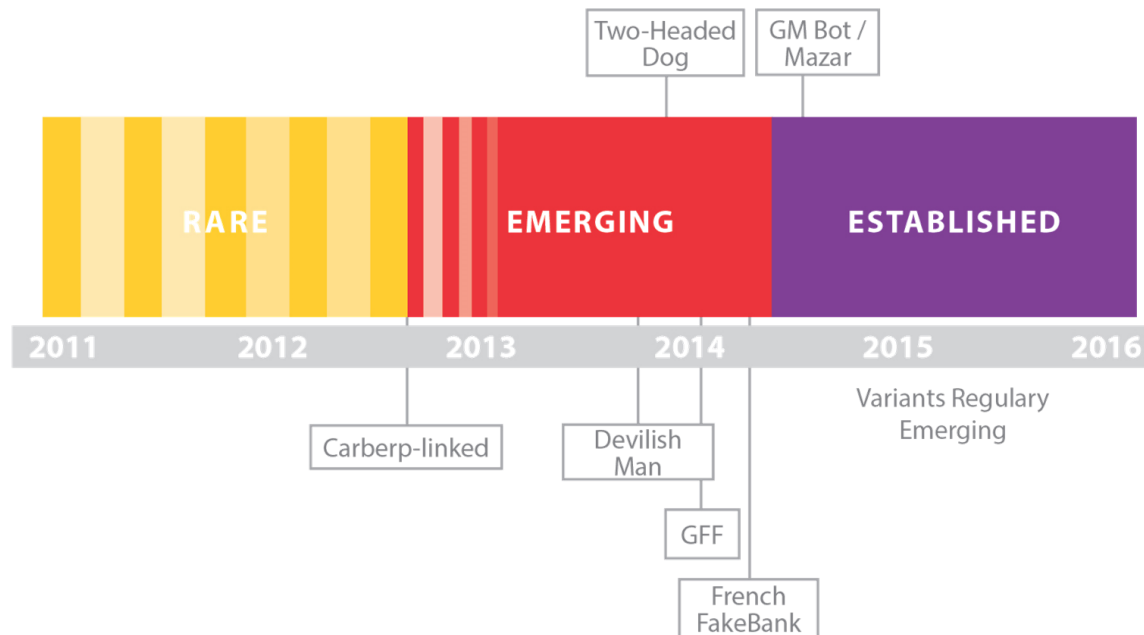 Two-Headed
Dog
GM Bot /
Mazar
RARE
EMERGING
ESTABLISHED
2011
2012
2013
2014
2015
2016
Variants Regulary
Emerging
Carberp-linked
Devilish
Man
GFF
French
FakeBank